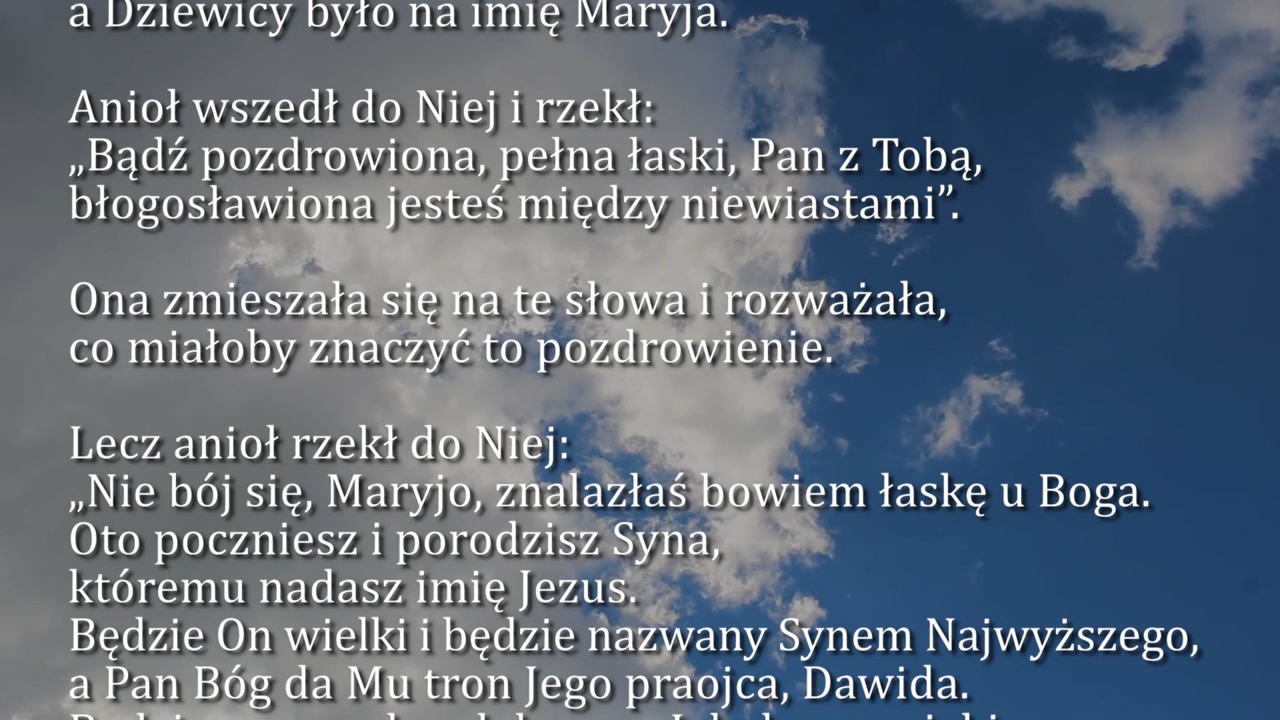 a Dziewicy było na imię Maryja.
Anioł wszedł do Niej i rzekł:
„Bądź pozdrowiona, pełna łaski, Pan z Tobą,
błogosławiona jesteś między niewiastami”.
Ona zmieszała się na te słowa i rozważała,
co miałoby znaczyć to pozdrowienie.
Lecz anioł rzekł do Niej:
„Nie bój się, Maryjo, znalazłaś bowiem łaskę u Boga.
Oto poczniesz i porodzisz Syna,
któremu nadasz imię Jezus.
Będzie On wielki i będzie nazwany Synem Najwyższego,
a Pan Bóg da Mu tron Jego praojca, Dawida.